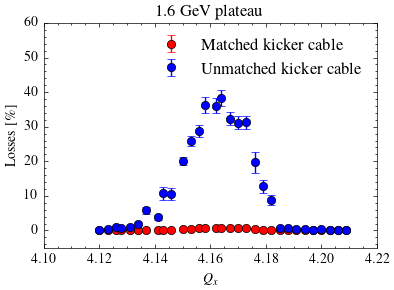 1.6 GeV plateau
60
50
40
30
20
10
0
Losses [%]
Matched kicker cable
Unmatched kicker cable
4.10 4.12 4.14 4.16 4.18 4.20 4.22
Qx